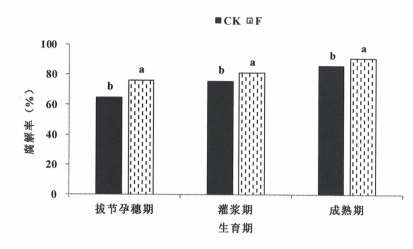 ■CK ▯F
100
80
60
40
20
0
腐解率（%）
b a b a b a
拔节孕穗期 灌浆期 成熟期
生育期